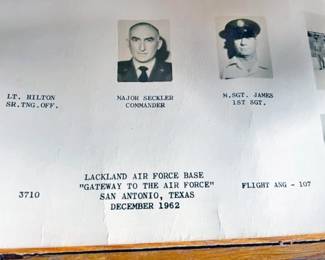 LT. HILTON
SR.TNG.OFF.
MAJOR SECKLER
COMMANDER
M.SGT. JAMES
1ST SGT.
3710
LACKLAND AIR FORCE BASE
"GATEWAY TO THE AIR FORCE"
SAN ANTONIO, TEXAS
DECEMBER 1962
FLIGHT ANG - 107